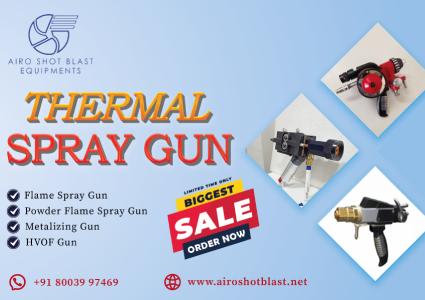 AIRO SHOT BLAST
EQUIPMENTS
THERMAL
SPRAY GUN
Flame Spray Gun
Powder Flame Spray Gun
Metalizing Gun
HVOF Gun
LIMITED TIME ONLY
BIGGEST
SALE
ORDER NOW
+91 80039 97469
www.airoshotblast.net